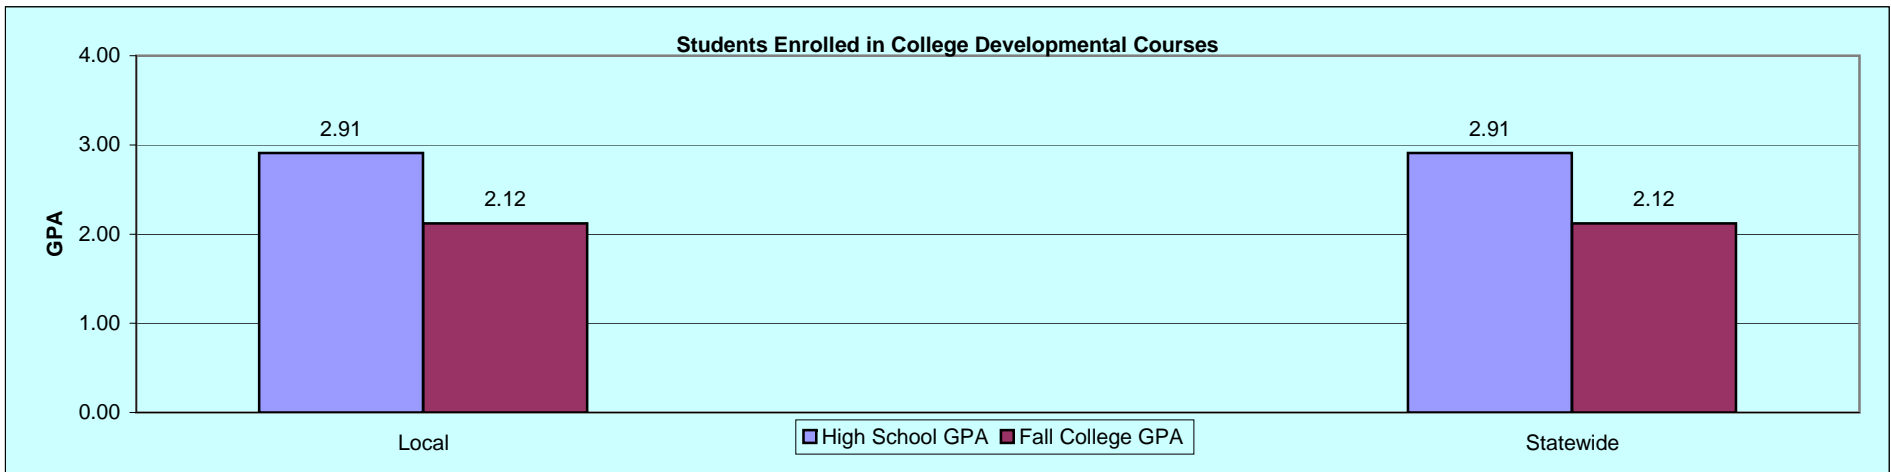 Students Enrolled in College Developmental Courses
4.00
3.00
2.00
1.00
0.00
GPA
2.91
2.12
2.91
2.12
Local
Statewide
High School GPA
Fall College GPA